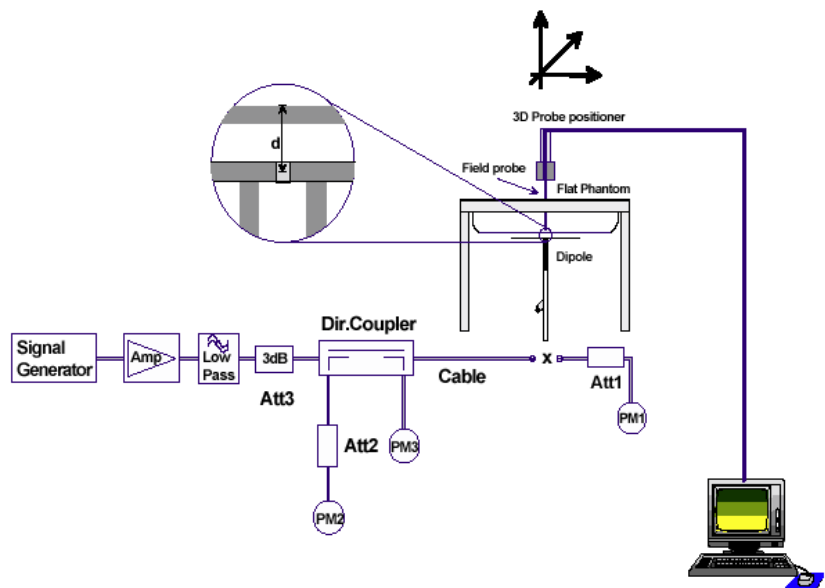 3D Probe positioner
d
Field probe
Flat Phantom
Dipole
Dir.Coupler
Signal
Generator
Amp
Low
Pass
3dB
Att3
Cable
x
Att1
PM1
Att2
PM3
PM2